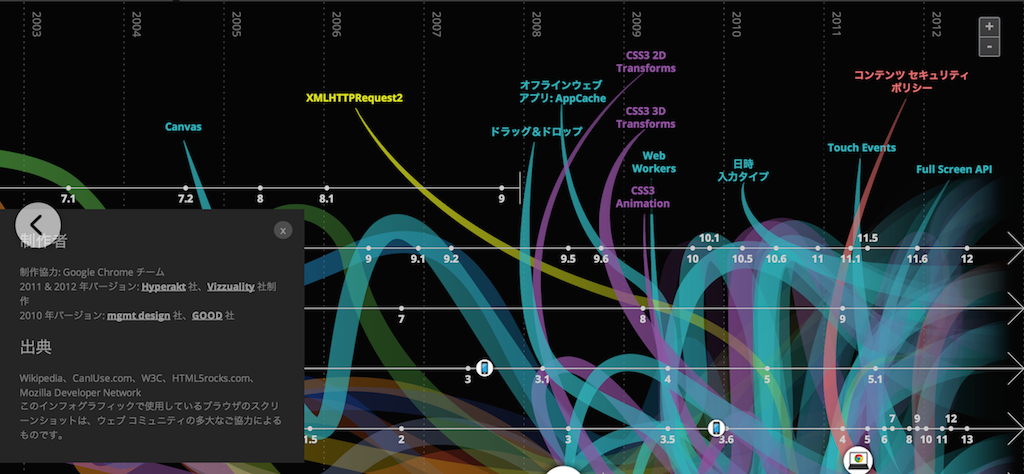 2003
2004
2005
2006
2007
2008
2009
2010
2011
2012
+
-
CSS3 2D
Transforms
コンテンツ セキュリティ
ポリシー
オフラインウェブ
アプリ: AppCache
XMLHTTPRequest2
CSS3 3D
Transforms
Canvas
ドラッグ＆ドロップ
Touch Events
Web
Workers
日時
入力タイプ
Full Screen API
CSS3
Animation
7.1
7.2
8
8.1
9
制作者
x
制作協力: Google Chrome チーム
2011 & 2012 年バージョン: Hyperakt 社、Vizzuality 社制
作
2010 年バージョン: mgmt design 社、GOOD 社
出典
Wikipedia、CaniUse.com、W3C、HTML5rocks.com、
Mozilla Developer Network
このインフォグラフィックで使用しているブラウザのスクリ
ーンショットは、ウェブ コミュニティの多大なご協力による
ものです。
10.1
11.5
9
9.1
9.2
9.5
9.6
10
10.5
10.6
11
11.1
11.6
12
7
8
9
3
3.1
4
5
5.1
7
9
12
1.5
2
3
3.5
3.6
4
5
6
8
10
11
13